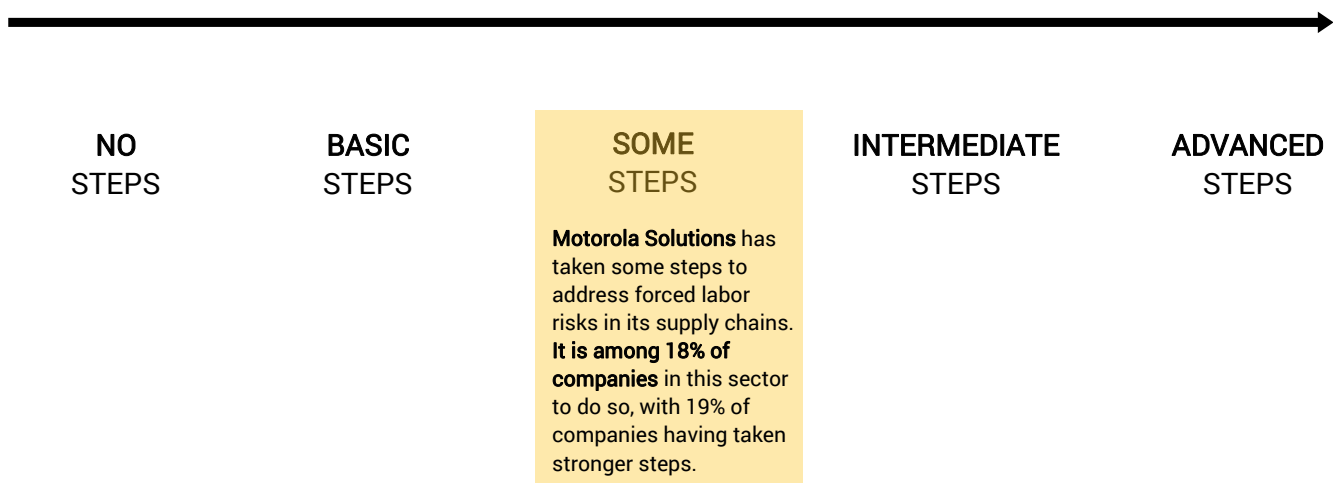 NO
STEPS
BASIC
STEPS
SOME
STEPS
Motorola Solutions has
taken some steps to
address forced labor
risks in its supply chains.
It is among 18% of
companies in this sector
to do so, with 19% of
companies having taken
stronger steps.
INTERMEDIATE
STEPS
ADVANCED
STEPS